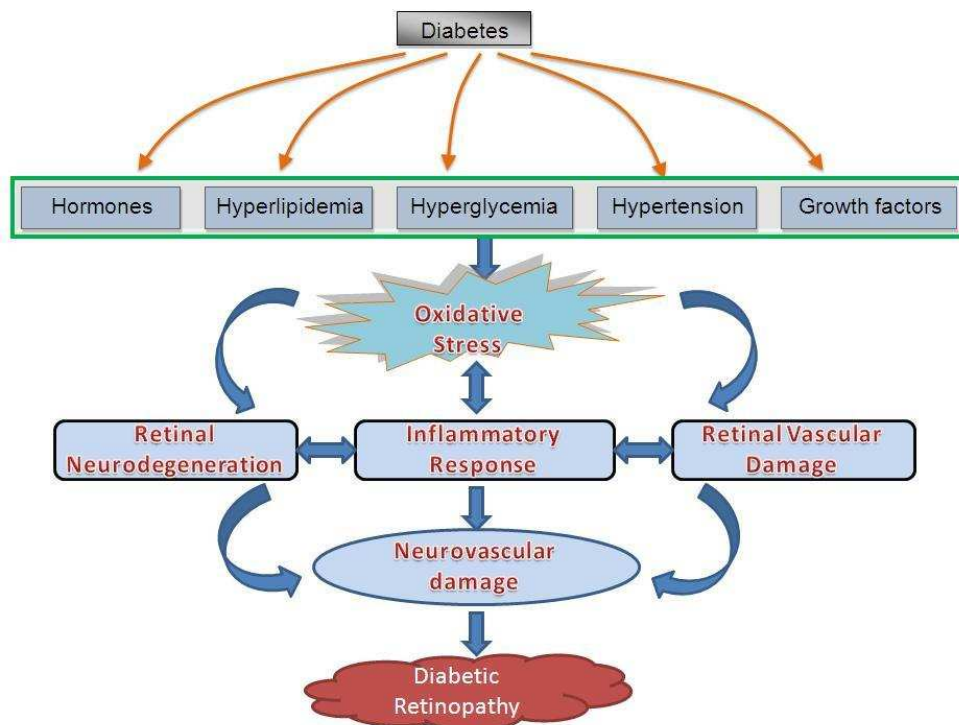 Diabetes
Hormones
Hyperlipidemia
Hyperglycemia
Hypertension
Growth factors
Oxidative
Stress
Retinal
Neurodegeneration
Inflammatory
Response
Retinal Vascular
Damage
Neurovascular
damage
Diabetic
Retinopathy